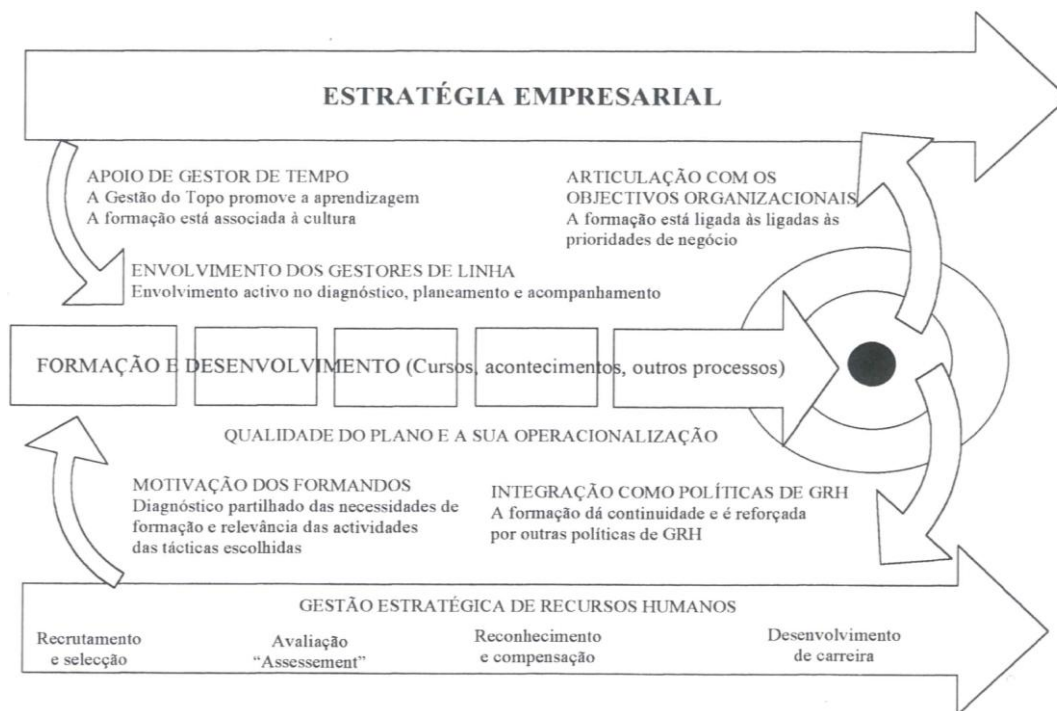 ESTRATÉGIA EMPRESARIAL
APOIO DE GESTOR DE TEMPO
A Gestão do Topo promove a aprendizagem
A formação está associada à cultura
ARTICULAÇÃO COM OS
OBJECTIVOS ORGANIZACIONAIS
A formação está ligada às ligadas às
prioridades de negócio
ENVOLVIMENTO DOS GESTORES DE LINHA
Envolvimento activo no diagnóstico, planeamento e acompanhamento
FORMAÇÃO E DESENVOLVIMENTO (Cursos, acontecimentos, outros processos)
QUALIDADE DO PLANO E A SUA OPERACIONALIZAÇÃO
MOTIVAÇÃO DOS FORMANDOS
Diagnóstico partilhado das necessidades de
formação e relevância das actividades
das tácticas escolhidas
INTEGRAÇÃO COMO POLÍTICAS DE GRH
A formação dá continuidade e é reforçada
por outras políticas de GRH
GESTÃO ESTRATÉGICA DE RECURSOS HUMANOS
Recrutamento
e selecção
Avaliação
“Assessement”
Reconhecimento
e compensação
Desenvolvimento
de carreira